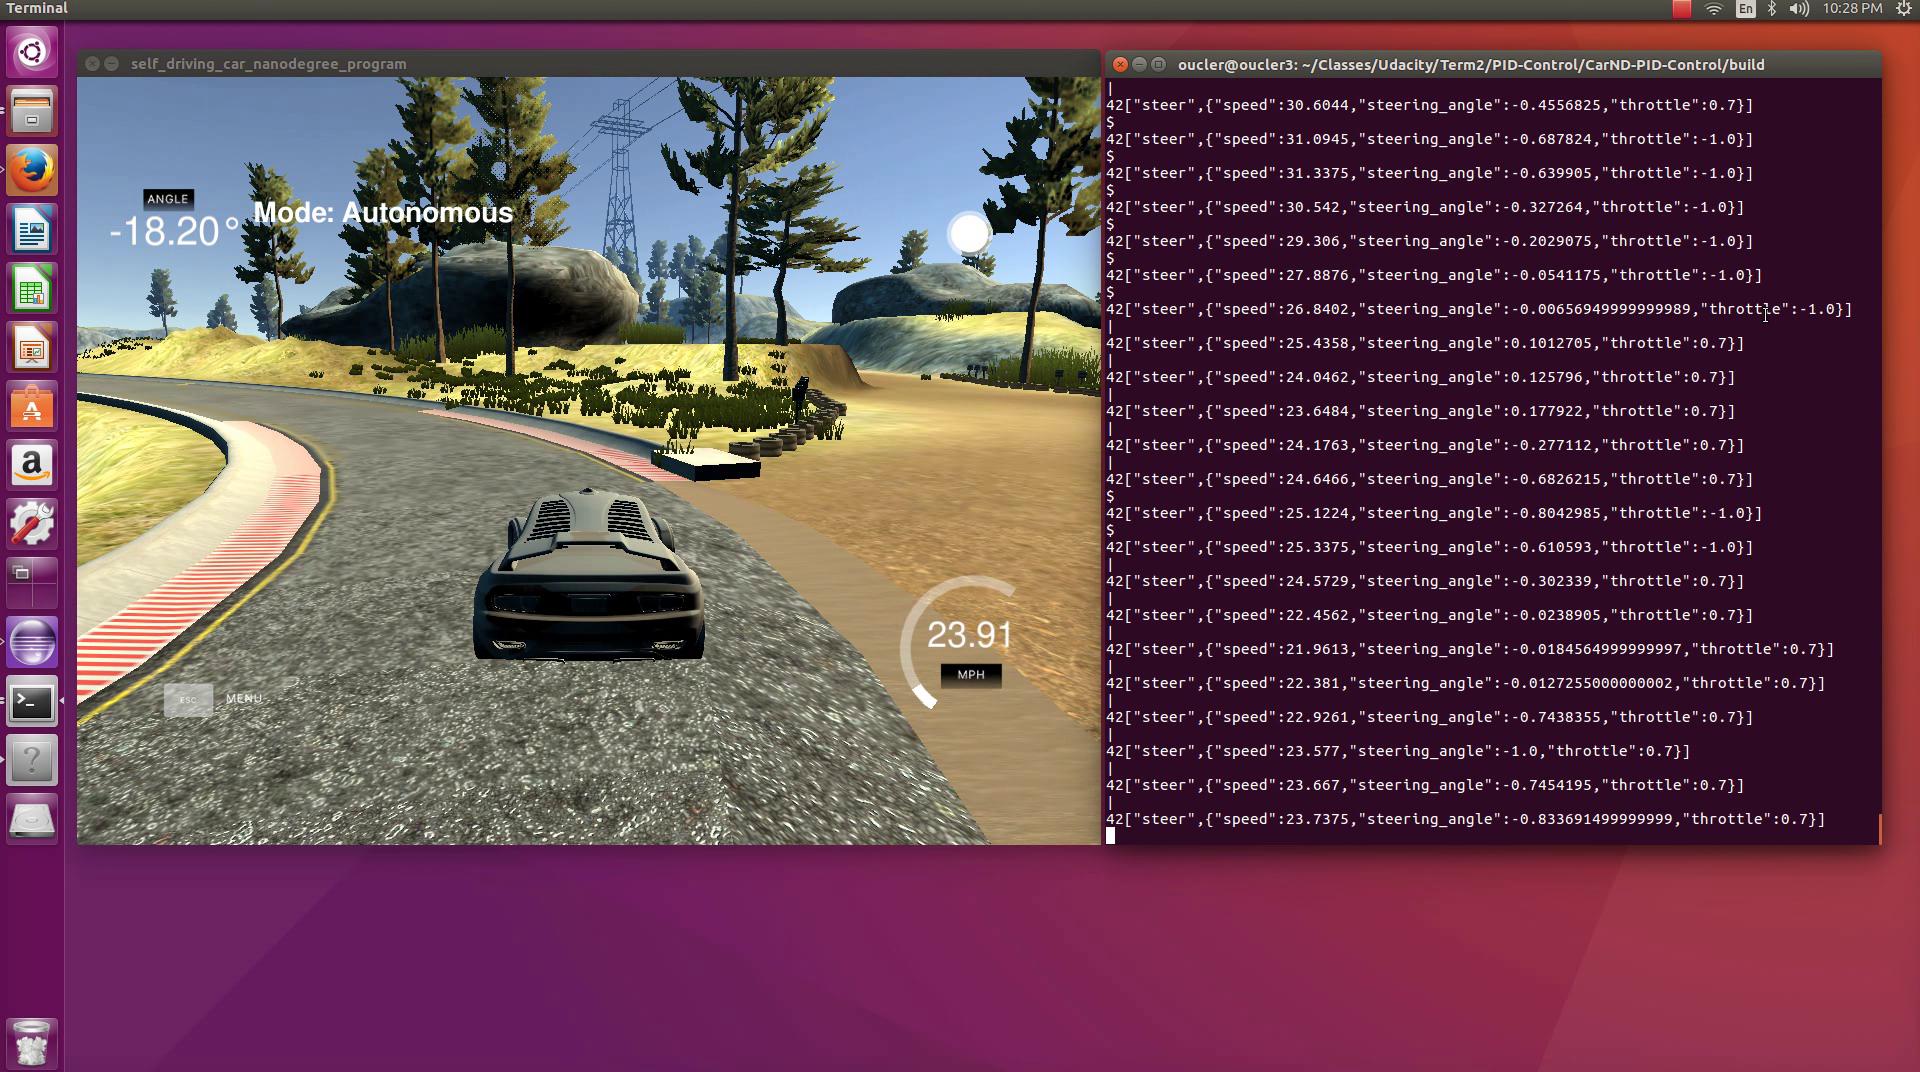 Terminal
En
10:28 PM
self_driving_car_nanodegree_program
ANGLE
-18.20°
Mode: Autonomous
23.91
MPH
ESC
MENU
a
>_
?
oucler@oucler3: ~/Classes/Udacity/Term2/PID-Control/CarND-PID-Control/build
|
42["steer",{"speed":30.6044,"steering_angle":-0.4556825,"throttle":0.7}]
$
42["steer",{"speed":31.0945,"steering_angle":-0.687824,"throttle":-1.0}]
$
42["steer",{"speed":31.3375,"steering_angle":-0.639905,"throttle":-1.0}]
$
42["steer",{"speed":30.542,"steering_angle":-0.327264,"throttle":-1.0}]
$
42["steer",{"speed":29.306,"steering_angle":-0.2029075,"throttle":-1.0}]
$
42["steer",{"speed":27.8876,"steering_angle":-0.0541175,"throttle":-1.0}]
$
42["steer",{"speed":26.8402,"steering_angle":-0.00656949999999989,"throttle":-1.0}]
|
42["steer",{"speed":25.4358,"steering_angle":0.1012705,"throttle":0.7}]
|
42["steer",{"speed":24.0462,"steering_angle":0.125796,"throttle":0.7}]
|
42["steer",{"speed":23.6484,"steering_angle":0.177922,"throttle":0.7}]
|
42["steer",{"speed":24.1763,"steering_angle":-0.277112,"throttle":0.7}]
|
42["steer",{"speed":24.6466,"steering_angle":-0.6826215,"throttle":0.7}]
$
42["steer",{"speed":25.1224,"steering_angle":-0.8042985,"throttle":-1.0}]
$
42["steer",{"speed":25.3375,"steering_angle":-0.610593,"throttle":-1.0}]
|
42["steer",{"speed":24.5729,"steering_angle":-0.302339,"throttle":0.7}]
|
42["steer",{"speed":22.4562,"steering_angle":-0.0238905,"throttle":0.7}]
|
42["steer",{"speed":21.9613,"steering_angle":-0.0184564999999997,"throttle":0.7}]
|
42["steer",{"speed":22.381,"steering_angle":-0.0127255000000002,"throttle":0.7}]
|
42["steer",{"speed":22.9261,"steering_angle":-0.7438355,"throttle":0.7}]
|
42["steer",{"speed":23.577,"steering_angle":-1.0,"throttle":0.7}]
|
42["steer",{"speed":23.667,"steering_angle":-0.7454195,"throttle":0.7}]
|
42["steer",{"speed":23.7375,"steering_angle":-0.833691499999999,"throttle":0.7}]